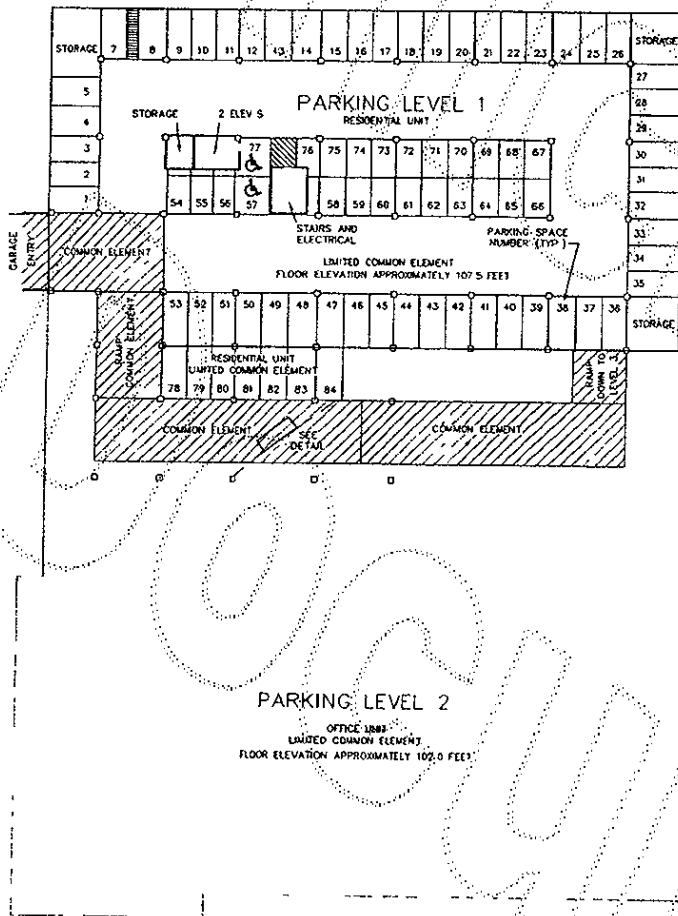 STORAGE 7 8 9 10 11 12 13 14 15 16 17 18 19 20 21 22 23 24 25 26 STORAGE
5
4
3
2
1
27
28
29
30
31
32
33
34
35
PARKING LEVEL 1
RESIDENTIAL UNIT
STORAGE
2 ELEV S
77 76 75 74 73 72 71 70 69 68 67
54 55 56 57 58 59 60 61 62 63 64 65 66
STAIRS AND
ELECTRICAL
PARKING SPACE
NUMBER (TYP )
GARAGE
ENTRY
COMMON ELEMENT
LIMITED COMMON ELEMENT
FLOOR ELEVATION APPROXIMATELY 107 5 FEET
53 52 51 50 49 48 47 46 45 44 43 42 41 40 39 38 37 36 STORAGE
RAMP
COMMON ELEMENT
RESIDENTIAL UNIT
LIMITED COMMON ELEMENT
78 79 80 81 82 83 84
RAMP
DOWN TO
LEVEL 3
COMMON ELEMENT
SEE
DETAIL
COMMON ELEMENT
PARKING LEVEL 2
OFFICE UNIT
LIMITED COMMON ELEMENT
FLOOR ELEVATION APPROXIMATELY 102.0 FEET